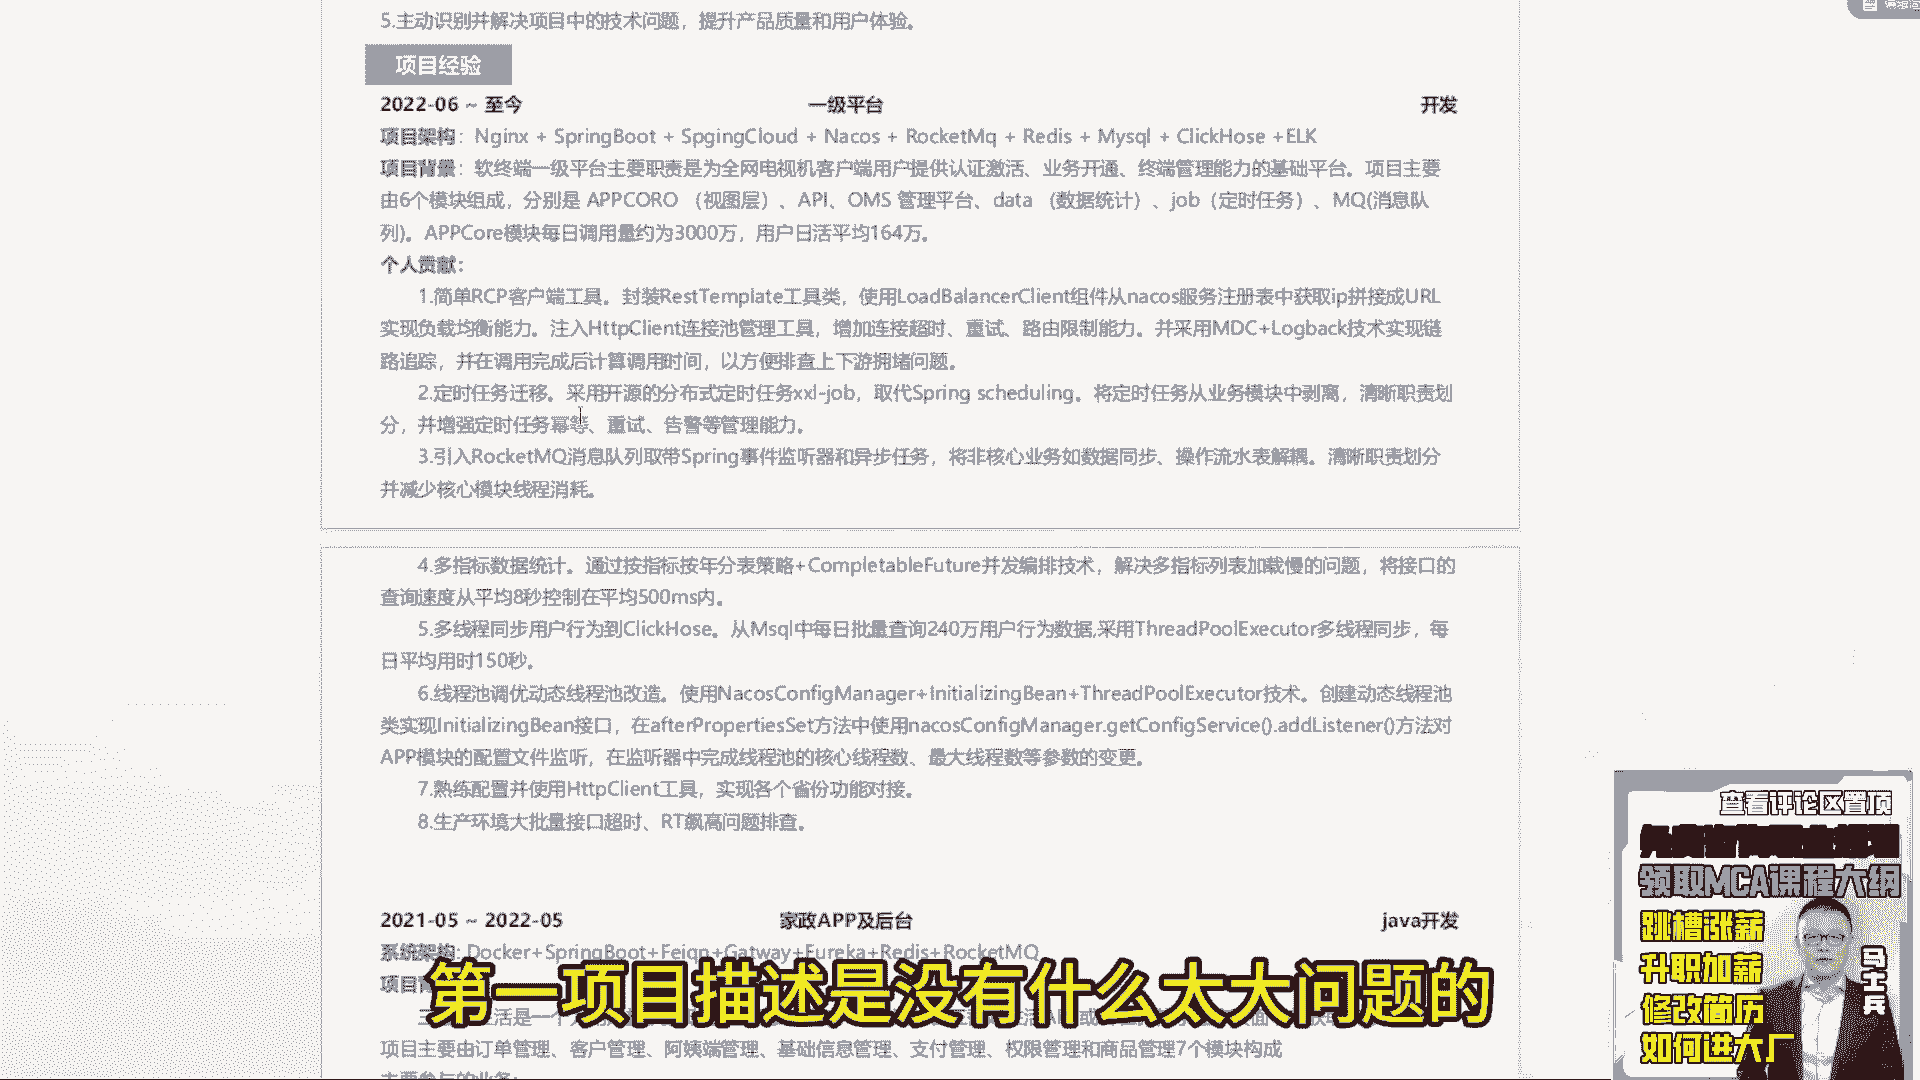 5.主动识别并解决项目中的技术问题，提升产品质量和用户体验。
项目经验
2022-06 ~ 至今 一级平台 开发
项目架构：Nginx + SpringBoot + SpgingCloud + Nacos + RocketMq + Redis + Mysql + ClickHose +ELK
项目背景：软终端一级平台主要职责是为全网电视机客户端用户提供认证激活、业务开通、终端管理能力的基础平台。项目主要
由6个模块组成，分别是 APPCORO （视图层）、API、OMS 管理平台、data （数据统计）、job（定时任务）、MQ(消息队
列)。APPCore模块每日调用量约为3000万，用户日活平均164万。
个人贡献：
1.简单RCP客户端工具。封装RestTemplate工具类，使用LoadBalancerClient组件从nacos服务注册表中获取ip拼接成URL
实现负载均衡能力。注入HttpClient连接池管理工具，增加连接超时、重试、路由限制能力。并采用MDC+Logback技术实现链
路追踪，并在调用完成后计算调用时间，以方便排查上下游拥堵问题。
2.定时任务迁移。采用开源的分布式定时任务xxl-job，取代Spring scheduling。将定时任务从业务模块中剥离，清晰职责划
分，并增强定时任务幂等、重试、告警等管理能力。
3.引入RocketMQ消息队列取带Spring事件监听器和异步任务，将非核心业务如数据同步、操作流水表解耦。清晰职责划分
并减少核心模块线程消耗。
4.多指标数据统计。通过按指标按年分表策略+CompletableFuture并发编排技术，解决多指标列表加载慢的问题，将接口的
查询速度从平均8秒控制在平均500ms内。
5.多线程同步用户行为到ClickHose。从Msql中每日批量查询240万用户行为数据,采用ThreadPoolExecutor多线程同步，每
日平均用时150秒。
6.线程池调优动态线程池改造。使用NacosConfigManager+InitializingBean+ThreadPoolExecutor技术。创建动态线程池
类实现InitializingBean接口，在afterPropertiesSet方法中使用nacosConfigManager.getConfigService().addListener()方法对
APP模块的配置文件监听，在监听器中完成线程池的核心线程数、最大线程数等参数的变更。
7.熟练配置并使用HttpClient工具，实现各个省份功能对接。
8.生产环境大批量接口超时、RT飙高问题排查。
2021-05 ~ 2022-05 家政APP及后台 java开发
系统架构: Docker+SpringBoot+Feign+Gatway+Eureka+Redis+RocketMQ
第一项目描述是没有什么太大问题的
项目主要由订单管理、客户管理、阿姨端管理、基础信息管理、支付管理、权限管理和商品管理7个模块构成
查看评论区置顶
领取MCA课程大纲
跳槽涨薪
升职加薪
修改简历
如何进大厂
马士兵